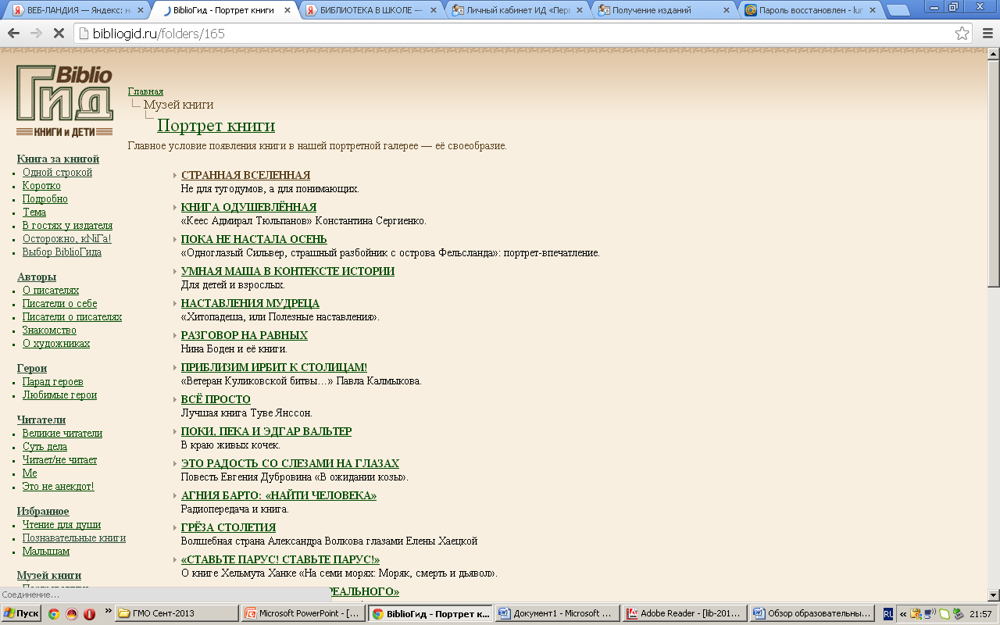 ВЕБ-ЛАНДИЯ — Яндекс: н
BiblioГид - Портрет книги
БИБЛИОТЕКА В ШКОЛЕ —
Личный кабинет ИД «Пер
Получение изданий
Пароль восстановлен - lur
bibliogid.ru/folders/165
Biblio
Гид
КНИГИ и ДЕТИ
Главная
Музей книги
Портрет книги
Главное условие появления книги в нашей портретной галерее — её своеобразие.
Книга за книгой
Одной строкой
Коротко
Подробно
Тема
В гостях у издателя
Осторожно, кNiГа!
Выбор BiblioГида
Авторы
О писателях
Писатели о себе
Писатели о писателях
Знакомство
О художниках
Герои
Парад героев
Любимые герои
Читатели
Великие читатели
Суть дела
Читает/не читает
Me
Это не анекдот!
Избранное
Чтение для души
Познавательные книги
Малышам
Музей книги
СТРАННАЯ ВСЕЛЕННАЯ
Не для тугодумов, а для понимающих.
КНИГА ОДУШЕВЛЁННАЯ
«Кеес Адмирал Тюльпанов» Константина Сергиенко.
ПОКА НЕ НАСТАЛА ОСЕНЬ
«Одноглазый Сильвер, страшный разбойник с острова Фельсланда»: портрет-впечатление.
УМНАЯ МАША В КОНТЕКСТЕ ИСТОРИИ
Для детей и взрослых.
НАСТАВЛЕНИЯ МУДРЕЦА
«Хитопадеша, или Полезные наставления».
РАЗГОВОР НА РАВНЫХ
Нина Боден и её книги.
ПРИБЛИЗИМ ИРБИТ К СТОЛИЦАМ!
«Ветеран Куликовской битвы…» Павла Калмыкова.
ВСЁ ПРОСТО
Лучшая книга Туве Янссон.
ПОКИ, ПЕКА И ЭДГАР ВАЛЬТЕР
В краю живых кочек.
ЭТО РАДОСТЬ СО СЛЕЗАМИ НА ГЛАЗАХ
Повесть Евгения Дубровина «В ожидании козы».
АГНИЯ БАРТО: «НАЙТИ ЧЕЛОВЕКА»
Радиопередача и книга.
ГРЁЗА СТОЛЕТИЯ
Волшебная страна Александра Волкова глазами Елены Хаецкой
«СТАВЬТЕ ПАРУС! СТАВЬТЕ ПАРУС!»
О книге Хельмута Ханке «На семи морях: Моряк, смерть и дьявол».
РЕАЛЬНОГО»
Соединение...
Пуск
ГМО Сент-2013
Microsoft PowerPoint - [...
BiblioГид - Портрет к...
Документ1 - Microsoft ...
Adobe Reader - [lib-201...
Обзор образовательны...
RU
21:57